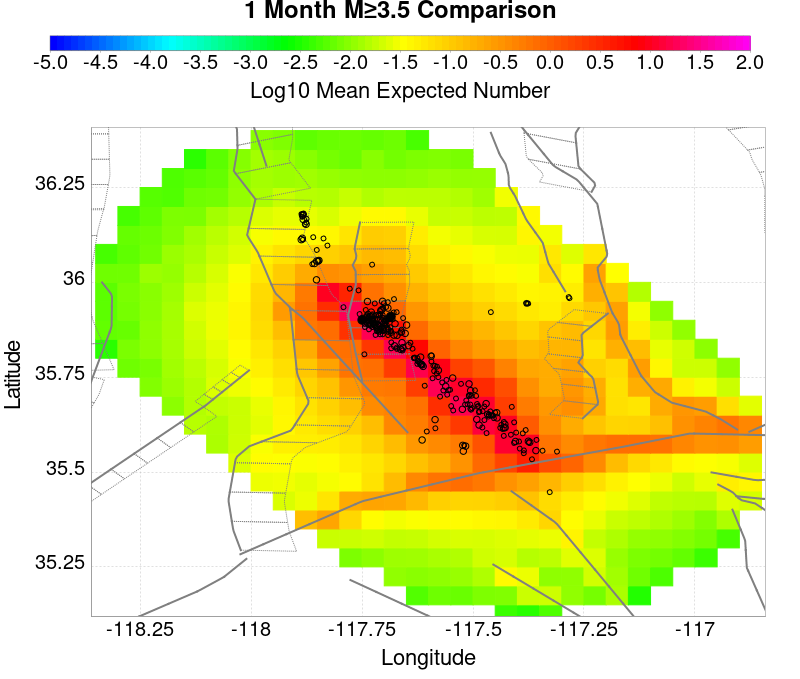 1 Month M≥3.5 Comparison
-5.0 -4.5 -4.0 -3.5 -3.0 -2.5 -2.0 -1.5 -1.0 -0.5 0.0 0.5 1.0 1.5 2.0
Log10 Mean Expected Number
36.25
36
35.75
35.5
35.25
Latitude
-118.25 -118 -117.75 -117.5 -117.25 -117
Longitude